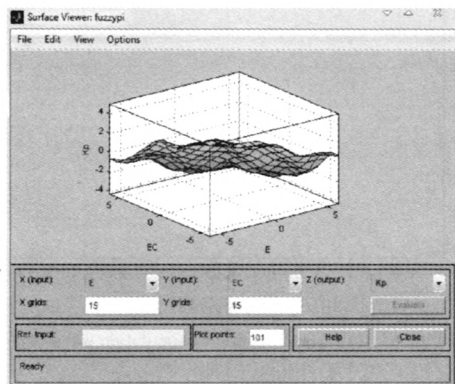 Surface Viewer: fuzzypi
File Edit View Options
Kp
4
2
0
-2
-4
5
0
-5
EC
-5
0
5
E
X (input): E Y (input): EC Z (output): Kp
X grids: 15 Y grids: 15 Evaluate
Ref. Input: Plot points: 101 Help Close
Ready